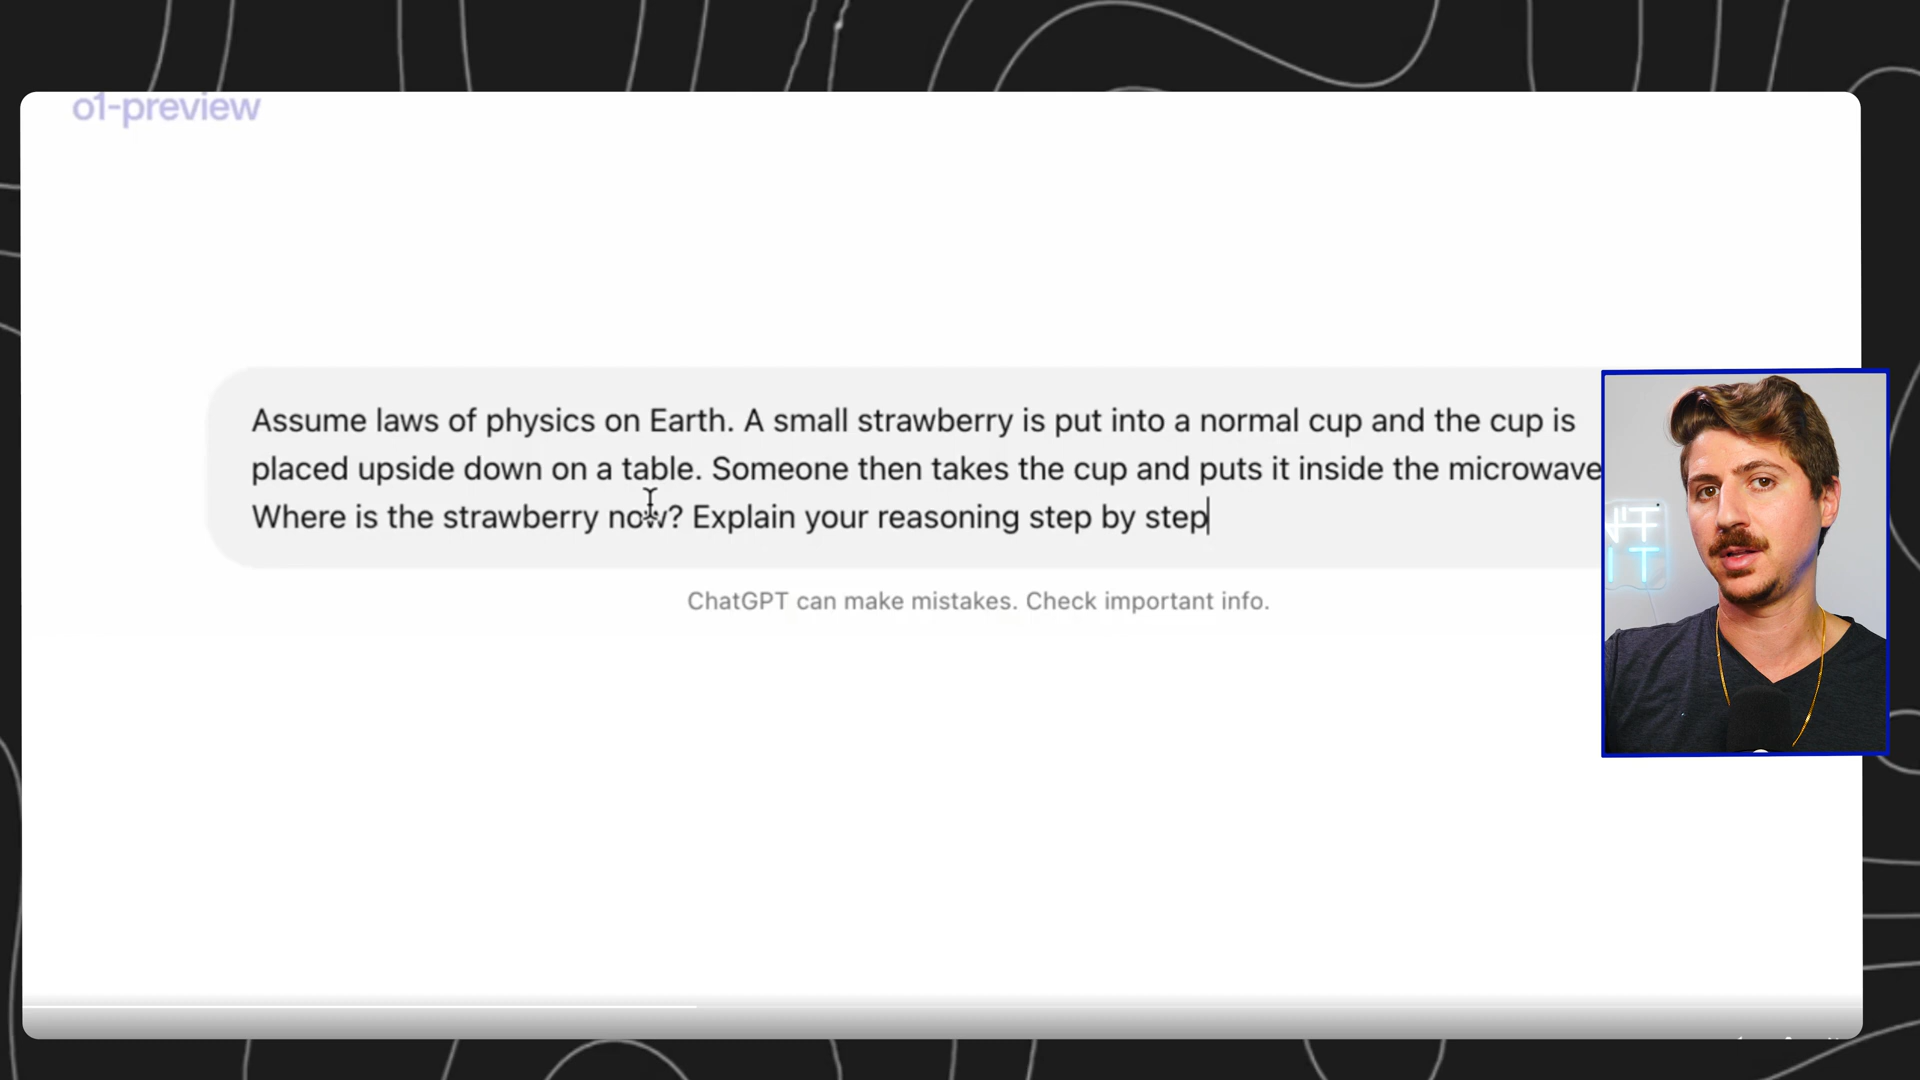 o1-preview
Assume laws of physics on Earth. A small strawberry is put into a normal cup and the cup is
placed upside down on a table. Someone then takes the cup and puts it inside the microwave
Where is the strawberry now? Explain your reasoning step by step
ChatGPT can make mistakes. Check important info.
N'T
IT